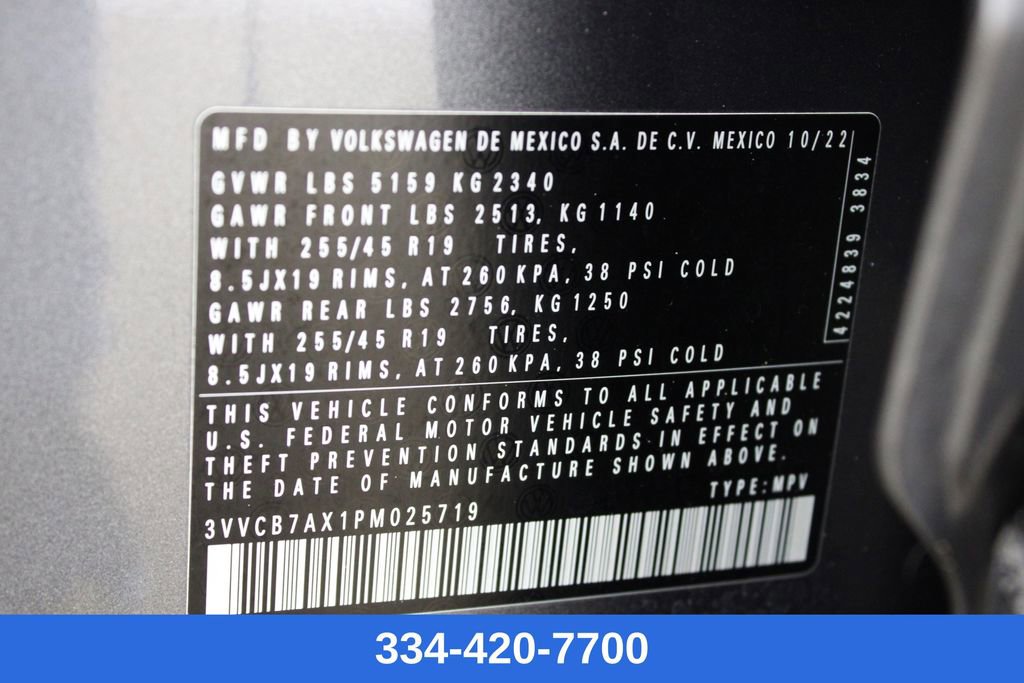 MFD BY VOLKSWAGEN DE MEXICO S.A. DE C.V. MEXICO 10/22
GVWR LBS 5159 KG 2340
GAWR FRONT LBS 2513, KG 1140
WITH 255/45 R19 TIRES,
8.5JX19 RIMS, AT 260 KPA, 38 PSI COLD
GAWR REAR LBS 2756, KG 1250
WITH 255/45 R19 TIRES,
8.5JX19 RIMS, AT 260 KPA, 38 PSI COLD
4224839 3834
THIS VEHICLE CONFORMS TO ALL APPLICABLE
U.S. FEDERAL MOTOR VEHICLE SAFETY AND
THEFT PREVENTION STANDARDS IN EFFECT ON
THE DATE OF MANUFACTURE SHOWN ABOVE.
TYPE: MPV
3VVCB7AX1PM025719
334-420-7700